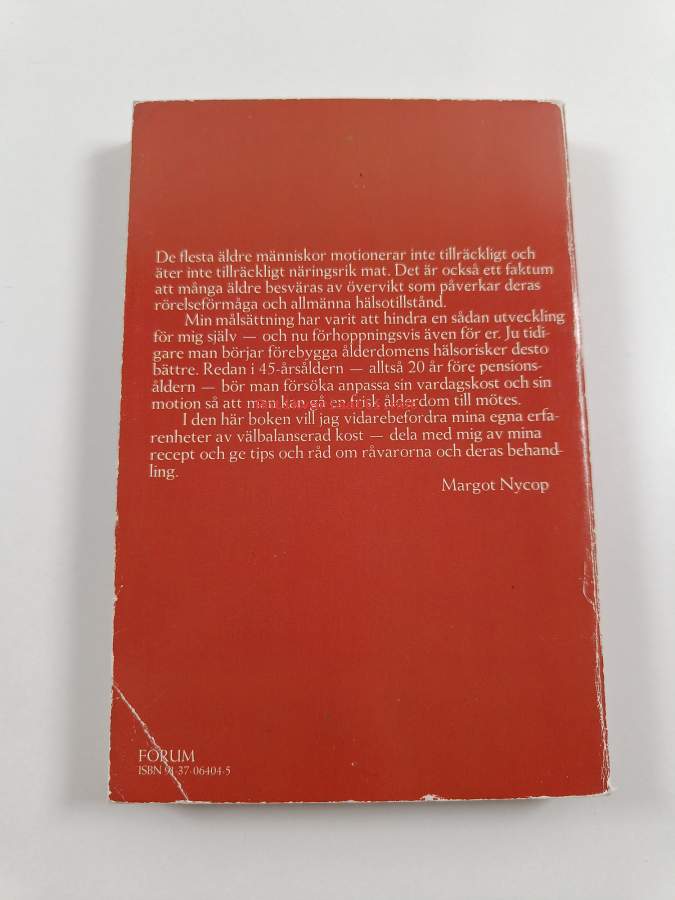 De flesta äldre människor motionerar inte tillräckligt och
äter inte tillräckligt näringsrik mat. Det är också ett faktum
att många äldre besväras av övervikt som påverkar deras
rörelseförmåga och allmänna hälsotillstånd.
Min målsättning har varit att hindra en sådan utveckling
för mig själv — och nu förhoppningsvis även för er. Ju tidi-
gare man börjar förebygga ålderdomens hälsorisker desto
bättre. Redan i 45-årsåldern — alltså 20 år före pensions-
åldern — bör man försöka anpassa sin vardagskost och sin
motion så att man kan gå en frisk ålderdom till mötes.
I den här boken vill jag vidarebefordra mina egna erfa-
renheter av välbalanserad kost — dela med mig av mina
recept och ge tips och råd om råvarorna och deras behand-
ling.
Margot Nycop
FORUM
ISBN 91-37-06404-5